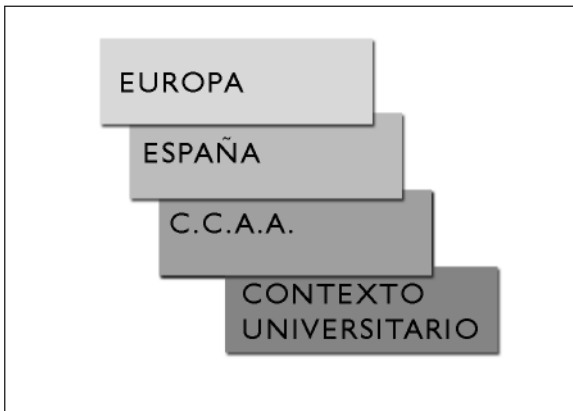 EUROPA
ESPAÑA
C.C.A.A.
CONTEXTO
UNIVERSITARIO